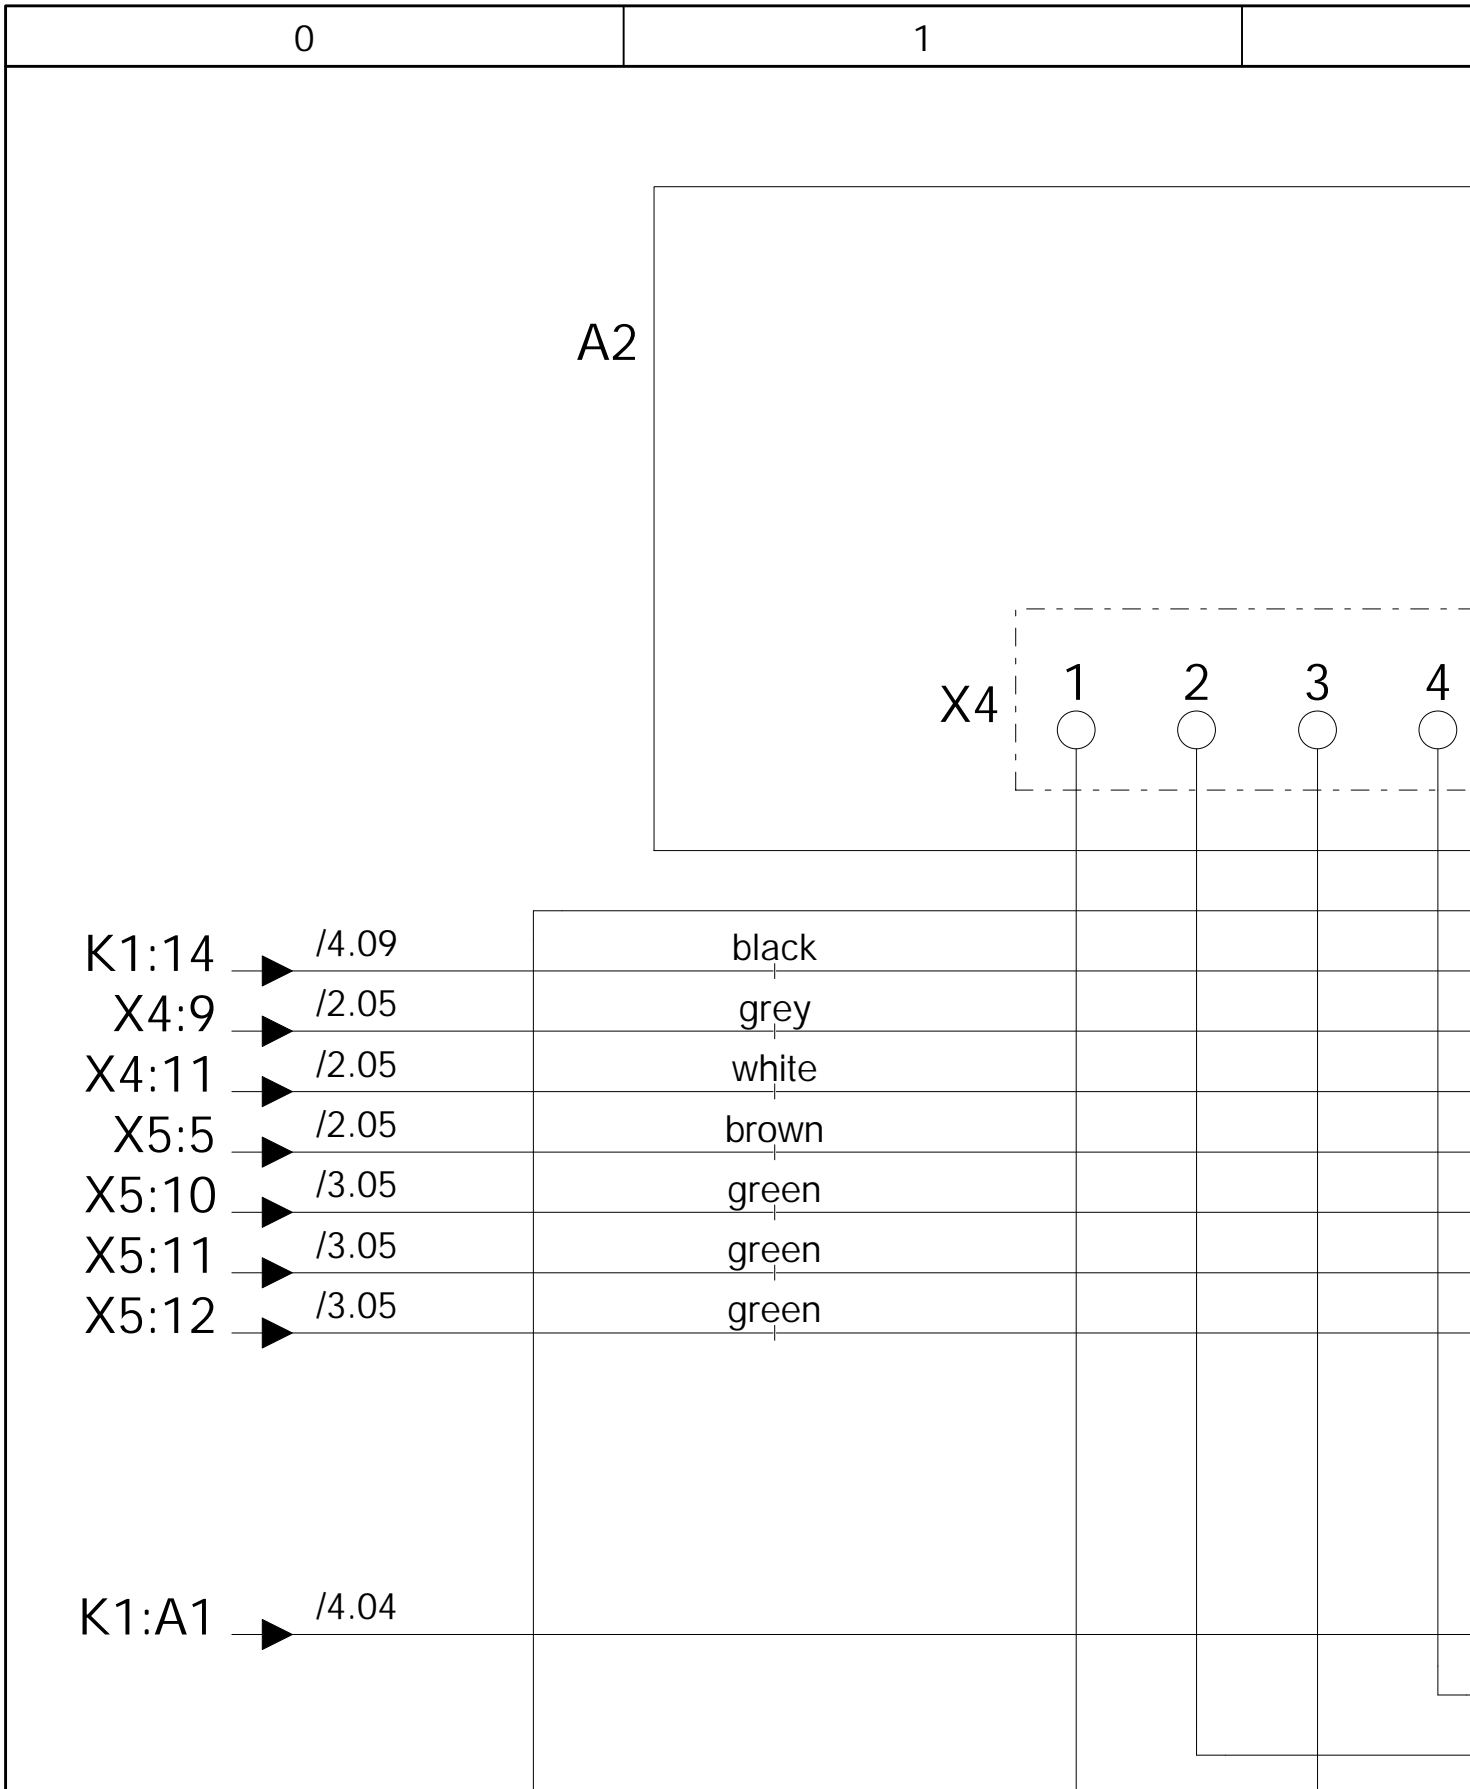 0 1
A2
X4 1 2 3 4
K1:14 /4.09 black
X4:9 /2.05 grey
X4:11 /2.05 white
X5:5 /2.05 brown
X5:10 /3.05 green
X5:11 /3.05 green
X5:12 /3.05 green
K1:A1 /4.04